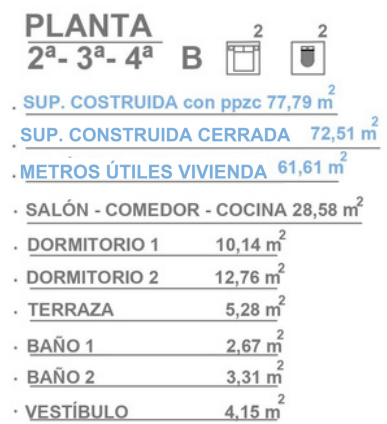 PLANTA
2ª- 3ª- 4ª B 2 2
. SUP. COSTRUIDA con ppzc 77,79 m²
. SUP. CONSTRUIDA CERRADA 72,51 m²
. METROS ÚTILES VIVIENDA 61,61 m²
· SALÓN - COMEDOR - COCINA 28,58 m²
· DORMITORIO 1 10,14 m²
· DORMITORIO 2 12,76 m²
· TERRAZA 5,28 m²
· BAÑO 1 2,67 m²
· BAÑO 2 3,31 m²
· VESTÍBULO 4,15 m²